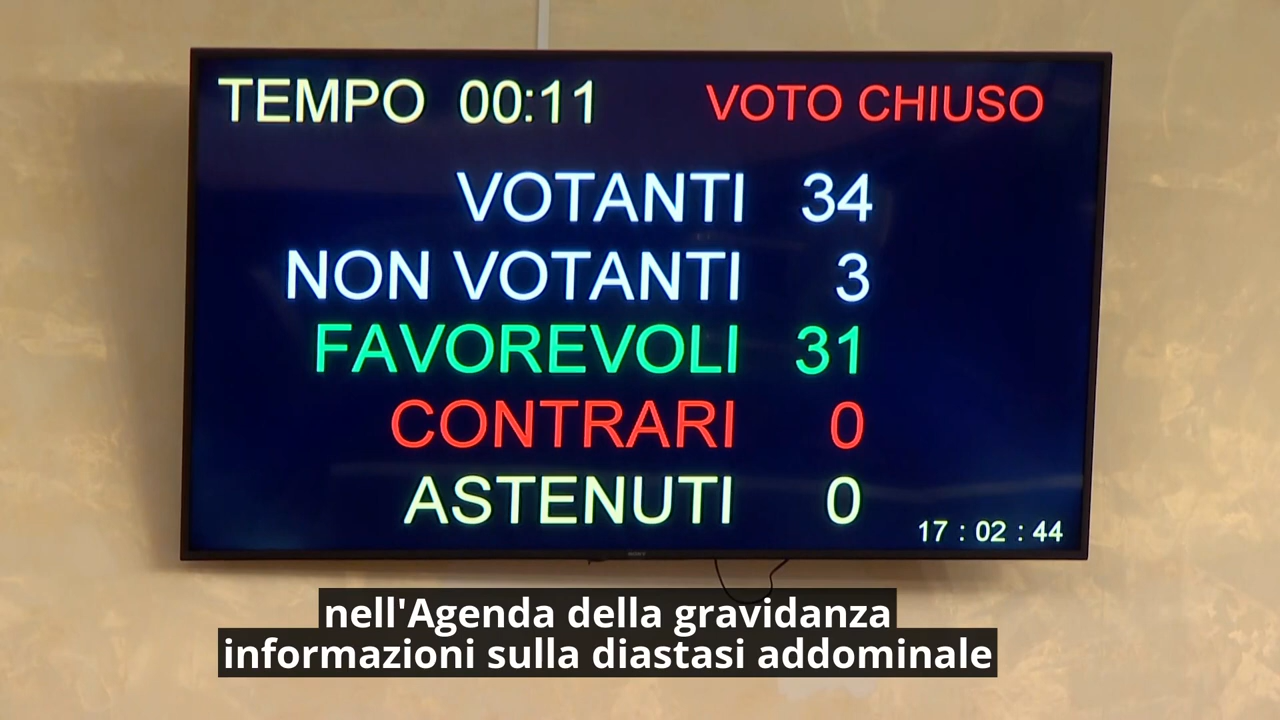 TEMPO 00:11 VOTO CHIUSO
VOTANTI 34
NON VOTANTI 3
FAVOREVOLI 31
CONTRARI 0
ASTENUTI 0
17 : 02 : 44
SONY
nell'Agenda della gravidanza
informazioni sulla diastasi addominale